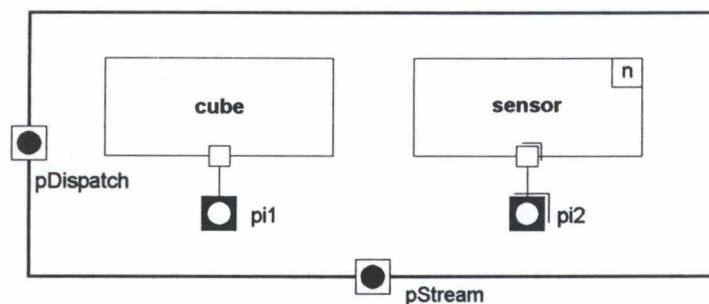 n
cube
sensor
pDispatch
pi1
pi2
pStream